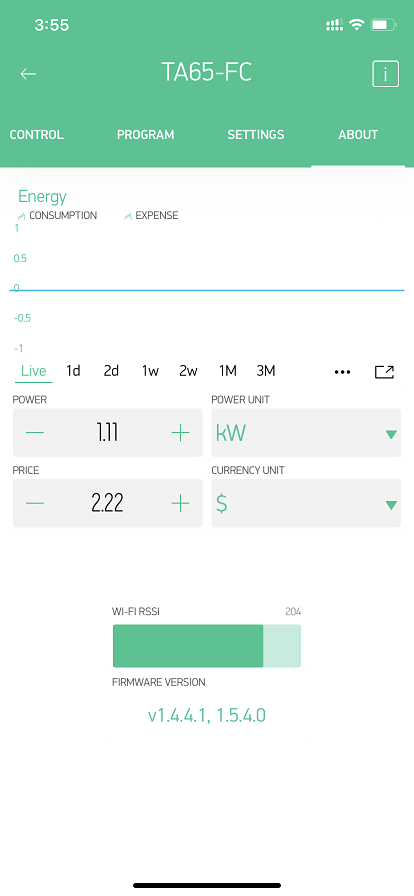 3:55
TA65-FC
i
CONTROL PROGRAM SETTINGS ABOUT
Energy
CONSUMPTION EXPENSE
1
0.5
0
-0.5
-1
Live 1d 2d 1w 2w 1M 3M
POWER POWER UNIT
1.11 kW
PRICE CURRENCY UNIT
2.22 $
WI-FI RSSI 204
FIRMWARE VERSION
v1.4.4.1, 1.5.4.0